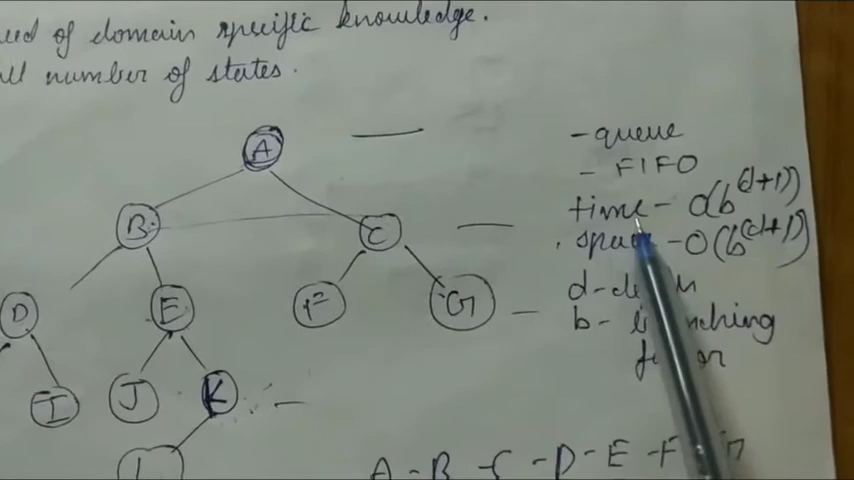 of domain specific knowledge.
number of states.
A
- queue
- FIFO
time - O(b^(d+1))
space - O(b^(d+1))
B
C
d -
b -
D
E
F
G
I
J
K
A - B - C - D - E - F